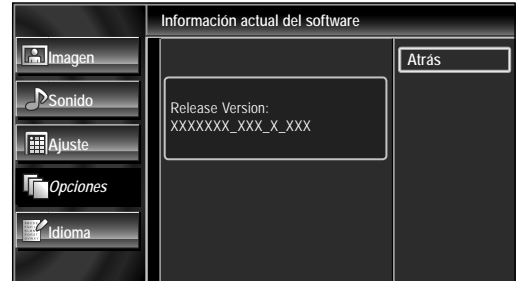 Información actual del software
Imagen
Sonido
Ajuste
Opciones
Idioma
Release Version:
XXXXXXX_XXX_X_XXX
Atrás